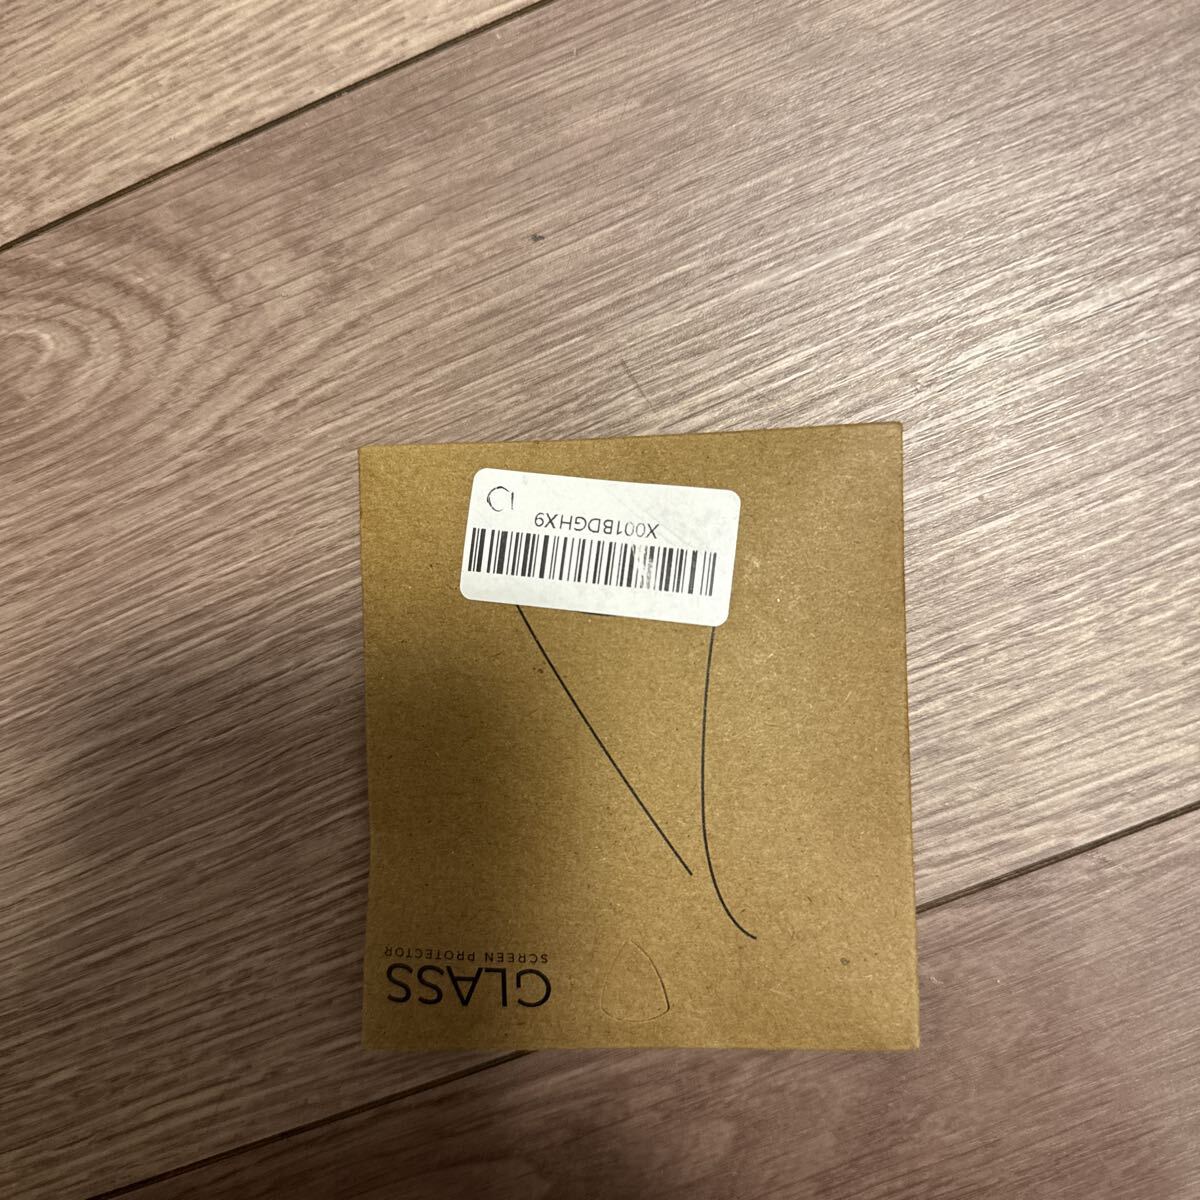 GLASS
SCREEN PROTECTOR
X001BDGHX9